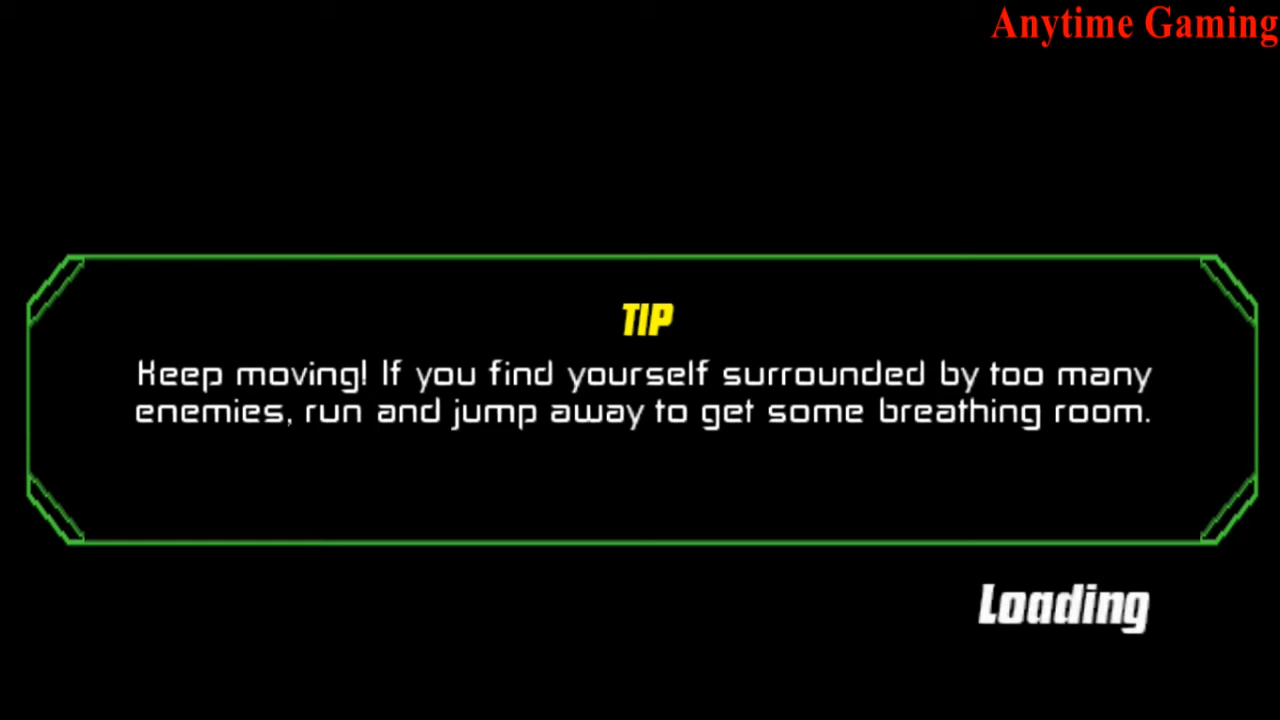 Anytime Gaming
TIP
Keep moving! If you find yourself surrounded by too many
enemies, run and jump away to get some breathing room.
Loading